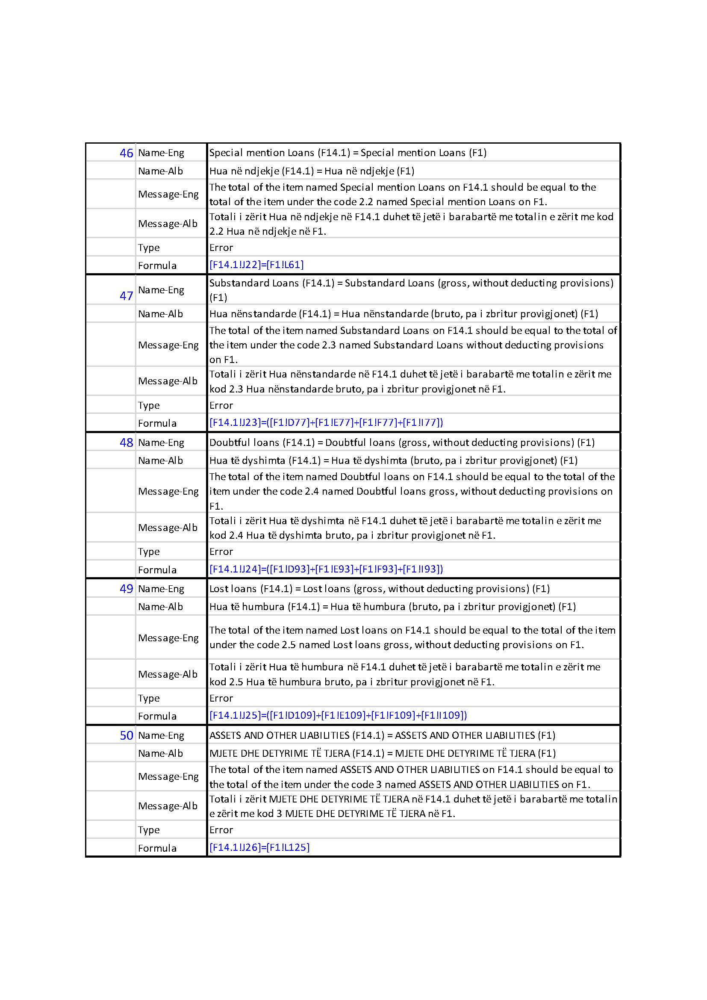 46 Name-Eng Special mention Loans (F14.1) = Special mention Loans (F1)
Name-Alb Hua në ndjekje (F14.1) = Hua në ndjekje (F1)
Message-Eng The total of the item named Special mention Loans on F14.1 should be equal to the
total of the item under the code 2.2 named Special mention Loans on F1.
Message-Alb Totali i zërit Hua në ndjekje në F14.1 duhet të jetë i barabartë me totalin e zërit me kod
2.2 Hua në ndjekje në F1.
Type Error
Formula [F14.1!J22]=[F1!L61]
47 Name-Eng Substandard Loans (F14.1) = Substandard Loans (gross, without deducting provisions)
(F1)
Name-Alb Hua nënstandarde (F14.1) = Hua nënstandarde (bruto, pa i zbritur provigjonet) (F1)
Message-Eng The total of the item named Substandard Loans on F14.1 should be equal to the total of
the item under the code 2.3 named Substandard Loans without deducting provisions
on F1.
Message-Alb Totali i zërit Hua nënstandarde në F14.1 duhet të jetë i barabartë me totalin e zërit me
kod 2.3 Hua nënstandarde bruto, pa i zbritur provigjonet në F1.
Type Error
Formula [F14.1!J23]=([F1!D77]+[F1!E77]+[F1!F77]+[F1!I77])
48 Name-Eng Doubtful loans (F14.1) = Doubtful loans (gross, without deducting provisions) (F1)
Name-Alb Hua të dyshimta (F14.1) = Hua të dyshimta (bruto, pa i zbritur provigjonet) (F1)
Message-Eng The total of the item named Doubtful loans on F14.1 should be equal to the total of the
item under the code 2.4 named Doubtful loans gross, without deducting provisions on
F1.
Message-Alb Totali i zërit Hua të dyshimta në F14.1 duhet të jetë i barabartë me totalin e zërit me
kod 2.4 Hua të dyshimta bruto, pa i zbritur provigjonet në F1.
Type Error
Formula [F14.1!J24]=([F1!D93]+[F1!E93]+[F1!F93]+[F1!I93])
49 Name-Eng Lost loans (F14.1) = Lost loans (gross, without deducting provisions) (F1)
Name-Alb Hua të humbura (F14.1) = Hua të humbura (bruto, pa i zbritur provigjonet) (F1)
Message-Eng The total of the item named Lost loans on F14.1 should be equal to the total of the item
under the code 2.5 named Lost loans gross, without deducting provisions on F1.
Message-Alb Totali i zërit Hua të humbura në F14.1 duhet të jetë i barabartë me totalin e zërit me
kod 2.5 Hua të humbura bruto, pa i zbritur provigjonet në F1.
Type Error
Formula [F14.1!J25]=([F1!D109]+[F1!E109]+[F1!F109]+[F1!I109])
50 Name-Eng ASSETS AND OTHER LIABILITIES (F14.1) = ASSETS AND OTHER LIABILITIES (F1)
Name-Alb MJETE DHE DETYRIME TË TJERA (F14.1) = MJETE DHE DETYRIME TË TJERA (F1)
Message-Eng The total of the item named ASSETS AND OTHER LIABILITIES on F14.1 should be equal to
the total of the item under the code 3 named ASSETS AND OTHER LIABILITIES on F1.
Message-Alb Totali i zërit MJETE DHE DETYRIME TË TJERA në F14.1 duhet të jetë i barabartë me totalin
e zërit me kod 3 MJETE DHE DETYRIME TË TJERA në F1.
Type Error
Formula [F14.1!J26]=[F1!L125]